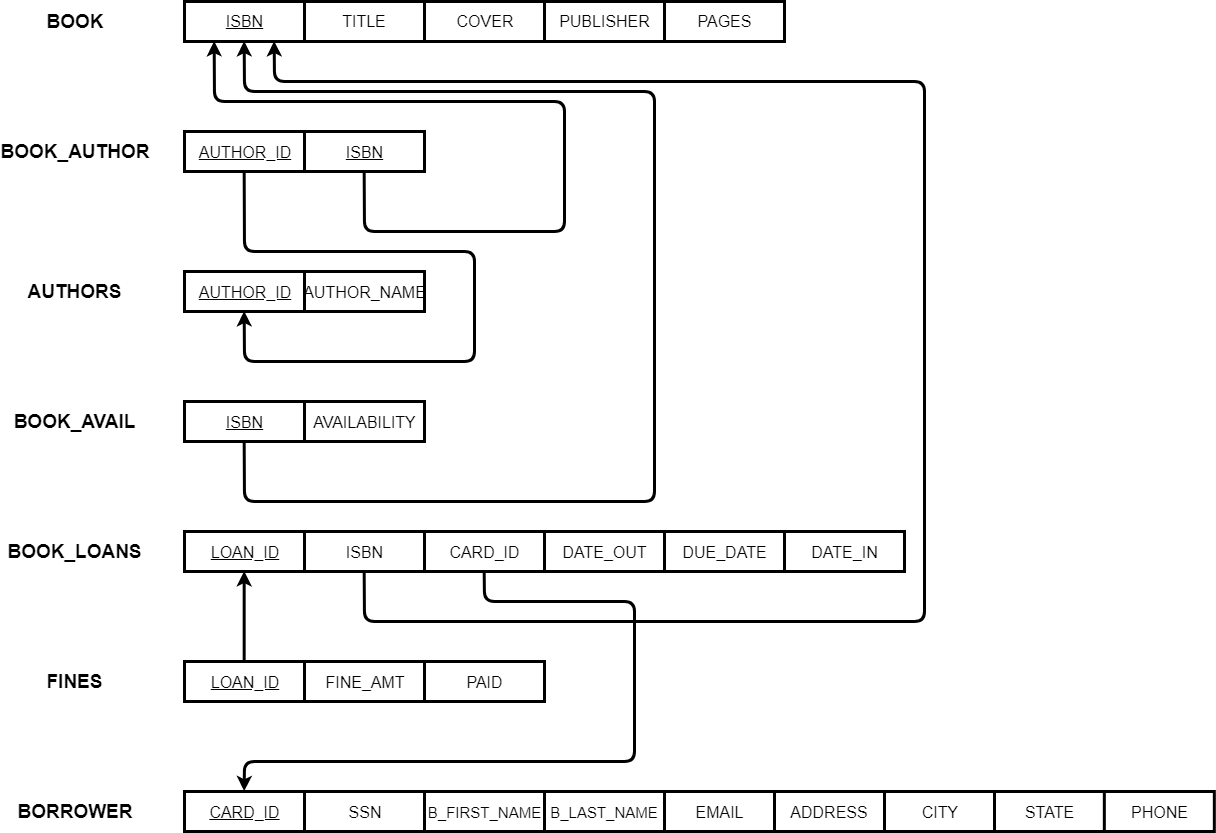 BOOK ISBN TITLE COVER PUBLISHER PAGES
BOOK_AUTHOR AUTHOR_ID ISBN
AUTHORS AUTHOR_ID AUTHOR_NAME
BOOK_AVAIL ISBN AVAILABILITY
BOOK_LOANS LOAN_ID ISBN CARD_ID DATE_OUT DUE_DATE DATE_IN
FINES LOAN_ID FINE_AMT PAID
BORROWER CARD_ID SSN B_FIRST_NAME B_LAST_NAME EMAIL ADDRESS CITY STATE PHONE